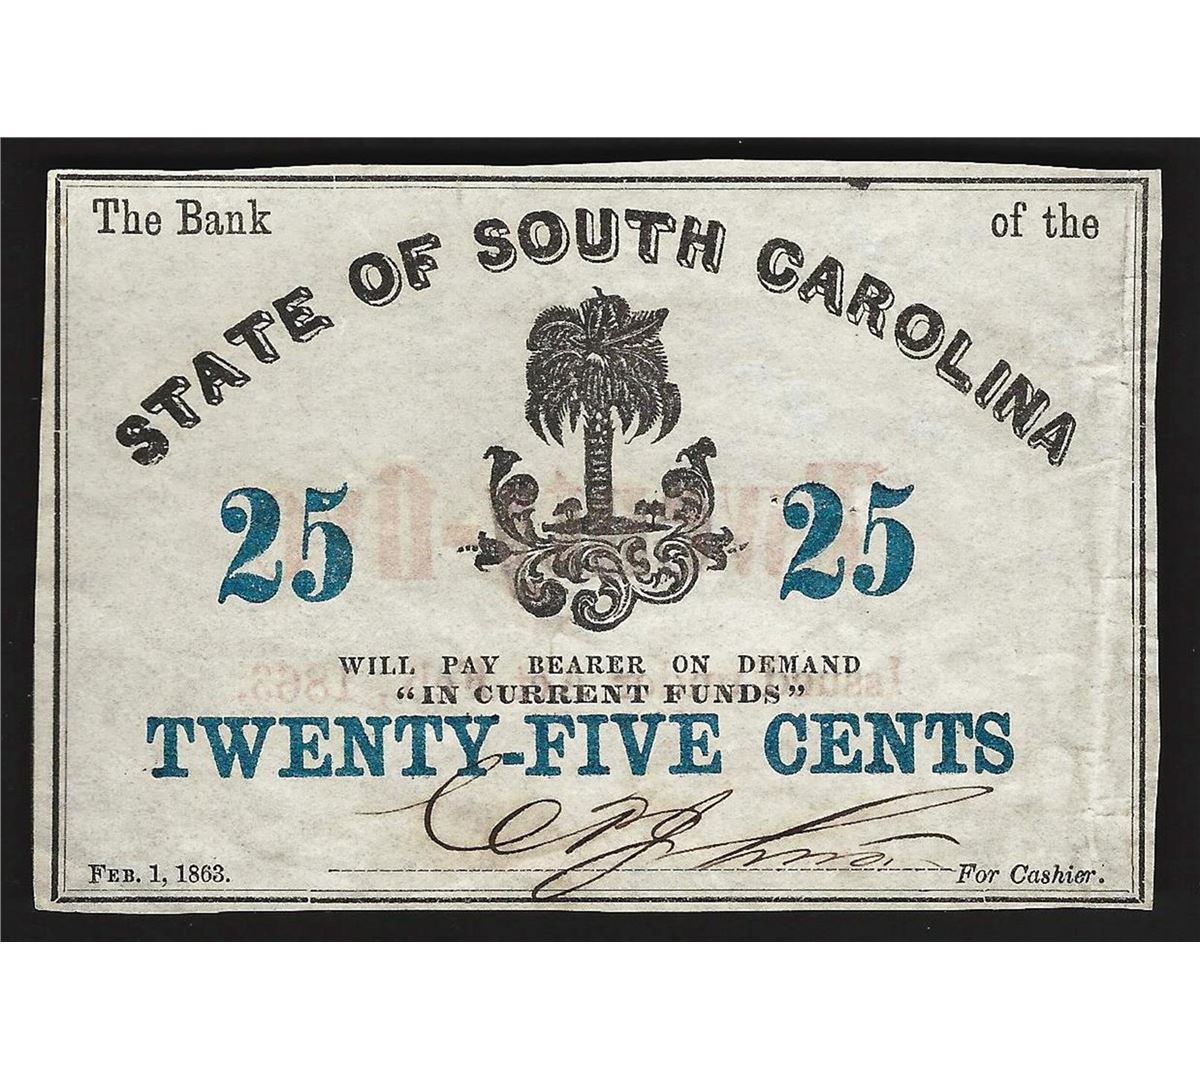 The Bank of the
STATE OF SOUTH CAROLINA
25 25
WILL PAY BEARER ON DEMAND
"IN CURRENT FUNDS"
TWENTY-FIVE CENTS
FEB. 1, 1863. For Cashier.